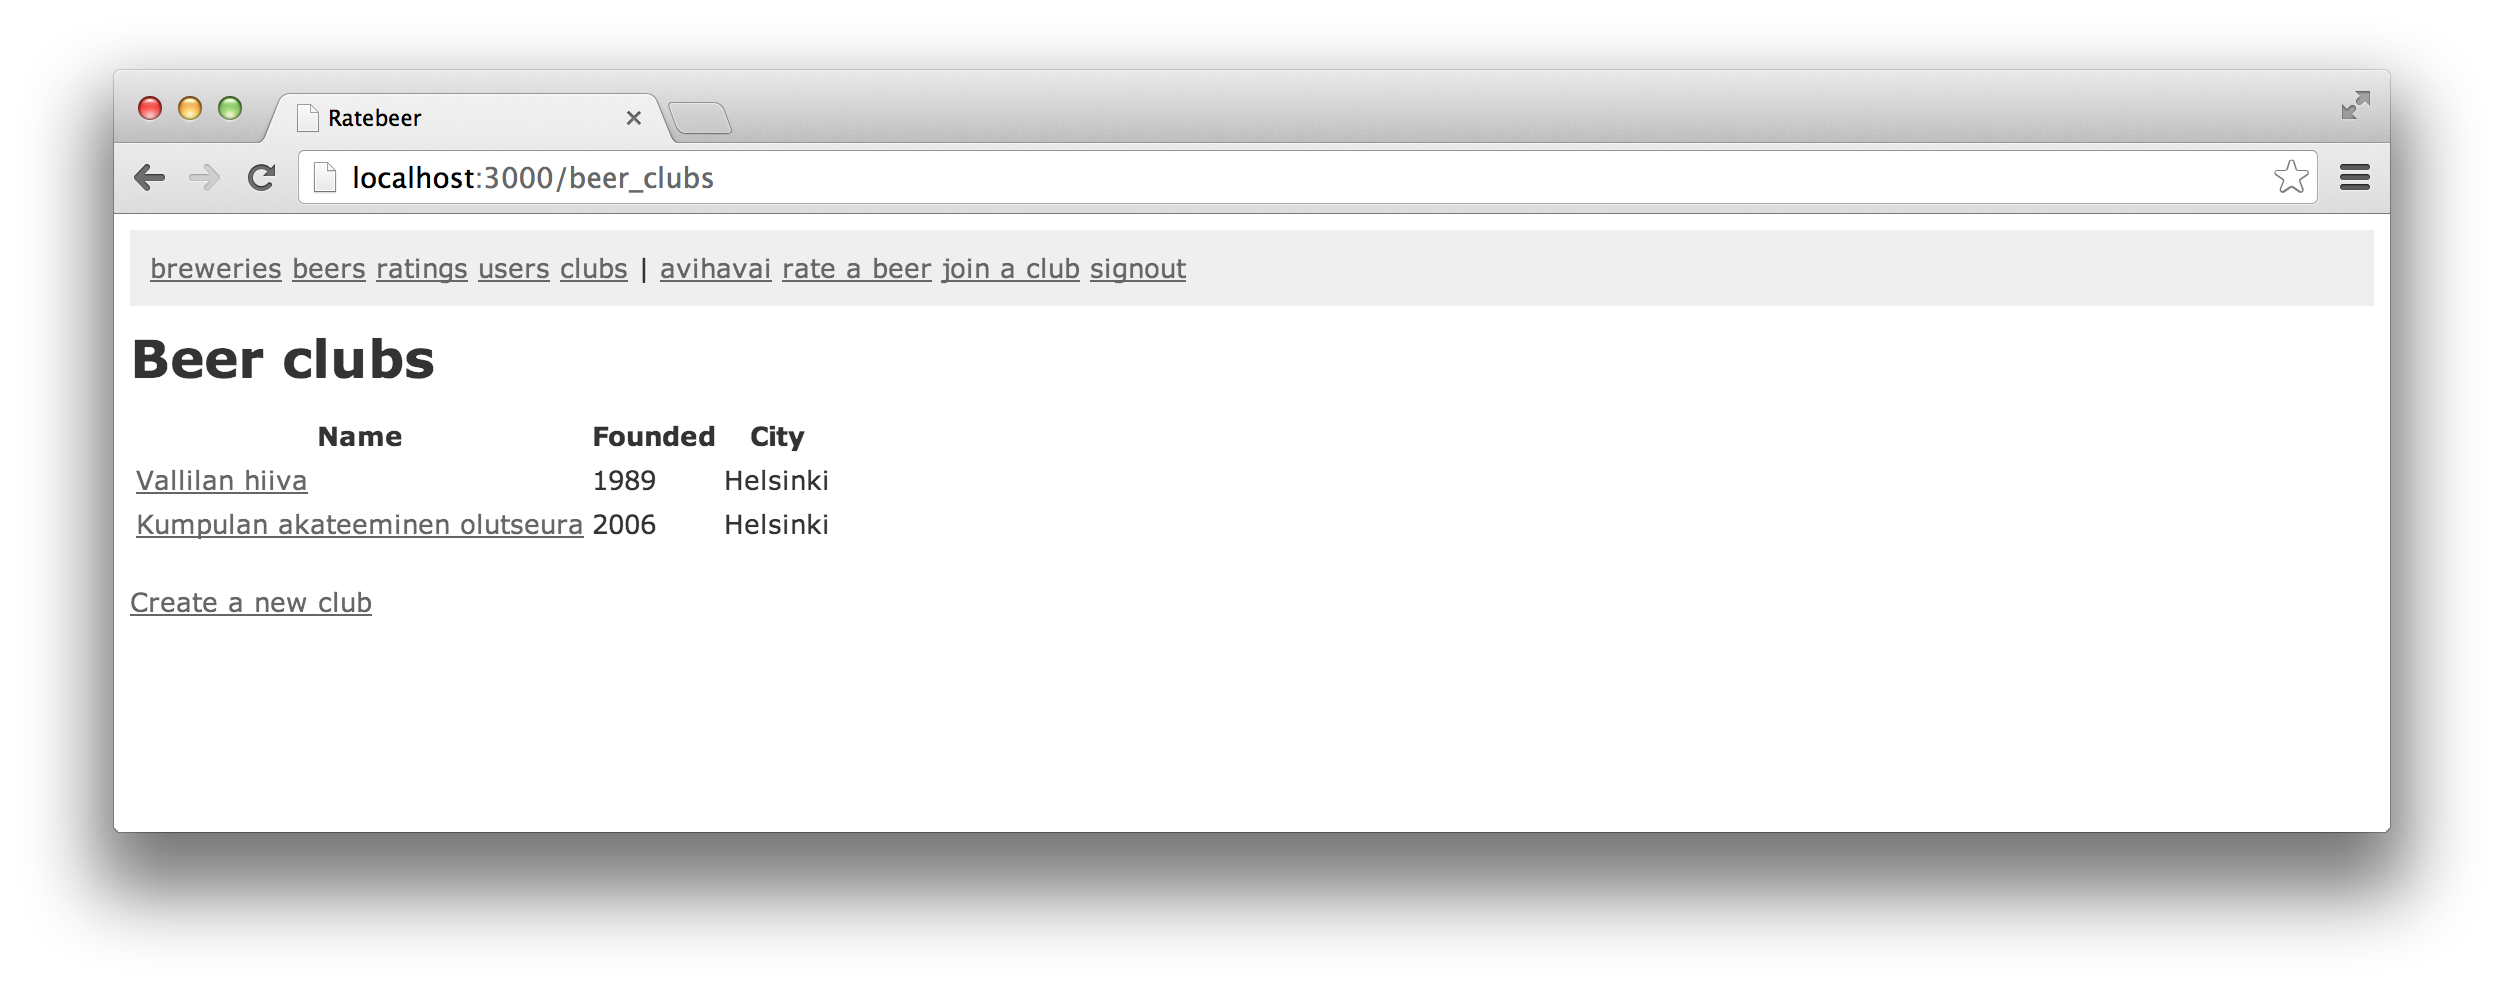 Ratebeer
localhost:3000/beer_clubs
breweries beers ratings users clubs | avihavai rate a beer join a club signout
Beer clubs
Name Founded City
Vallilan hiiva 1989 Helsinki
Kumpulan akateeminen olutseura 2006 Helsinki
Create a new club